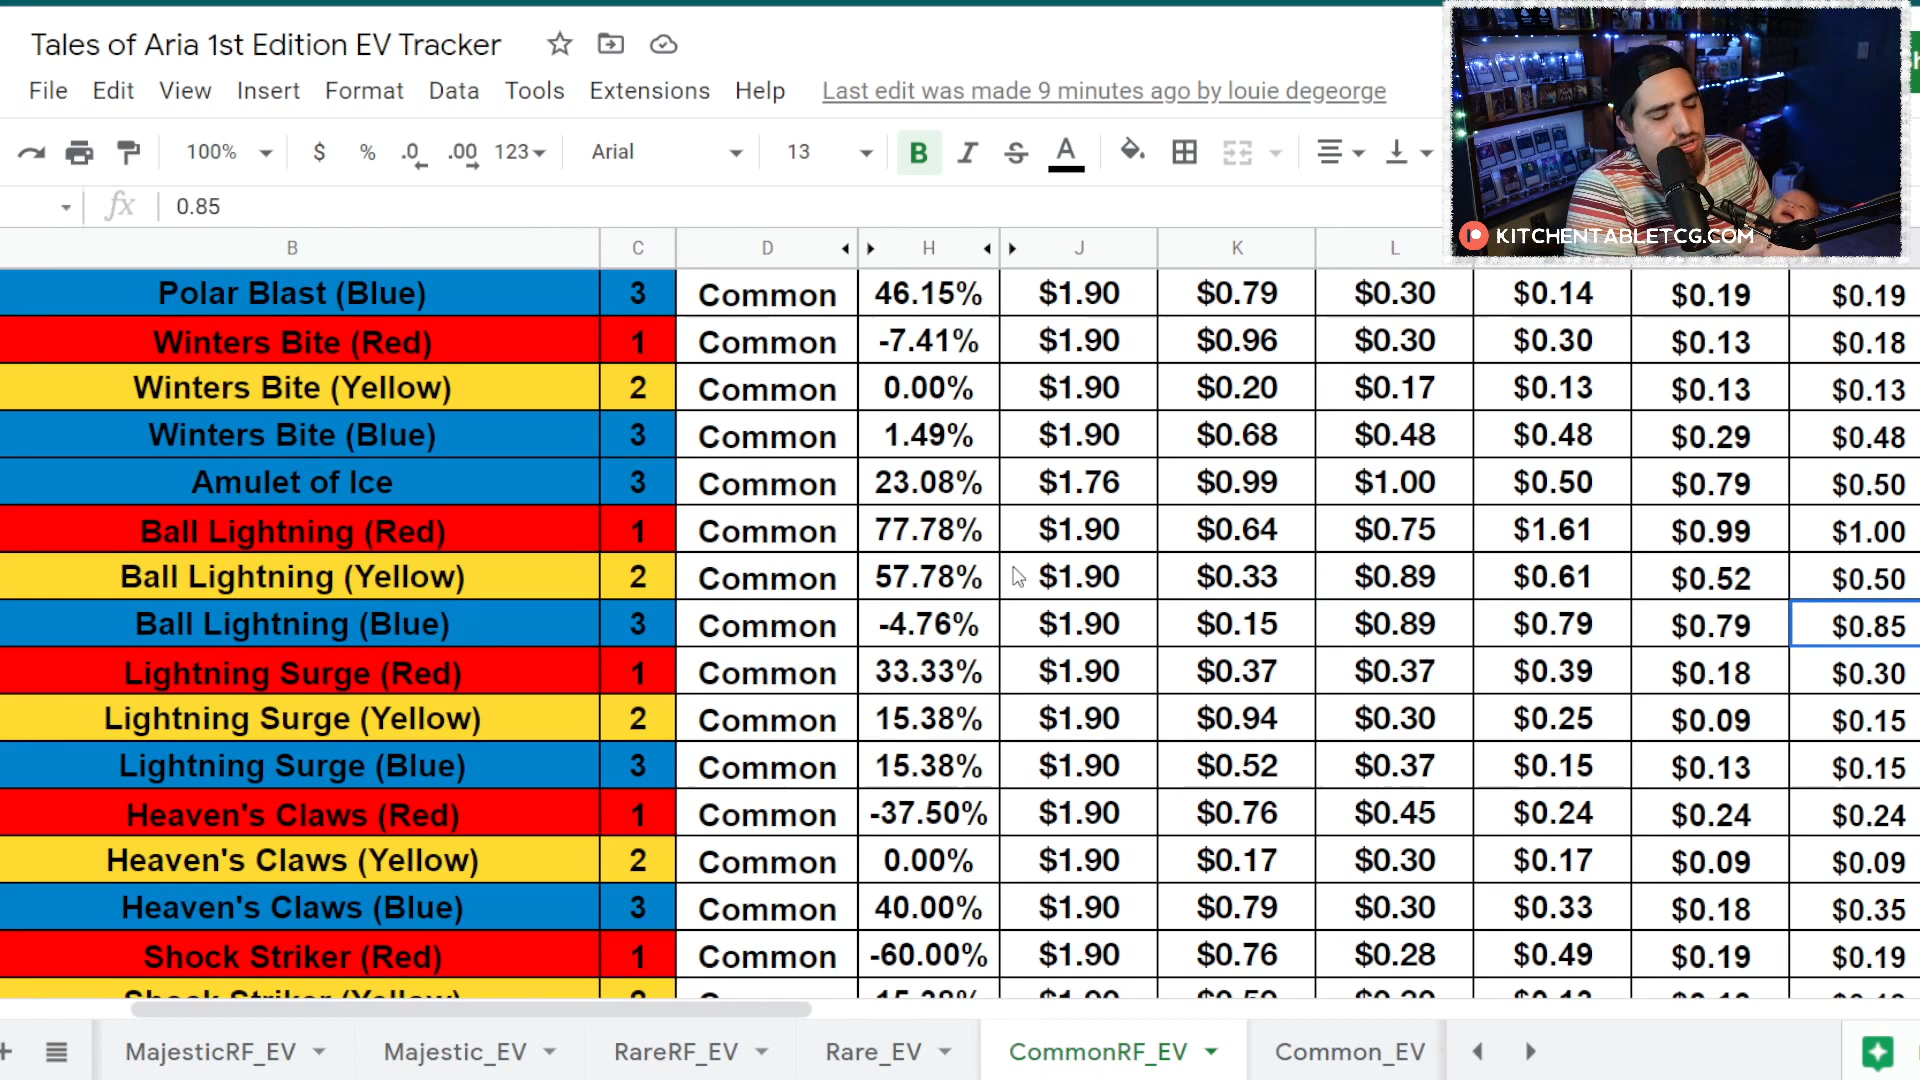 Tales of Aria 1st Edition EV Tracker
File Edit View Insert Format Data Tools Extensions Help Last edit was made 9 minutes ago by louie degeorge
100% $ % .0 .00 123 Arial 13 B I S A
fx 0.85
KITCHENTABLETCG.COM
B C D H J K L
Polar Blast (Blue) 3 Common 46.15% $1.90 $0.79 $0.30 $0.14 $0.19 $0.19
Winters Bite (Red) 1 Common -7.41% $1.90 $0.96 $0.30 $0.30 $0.13 $0.18
Winters Bite (Yellow) 2 Common 0.00% $1.90 $0.20 $0.17 $0.13 $0.13 $0.13
Winters Bite (Blue) 3 Common 1.49% $1.90 $0.68 $0.48 $0.48 $0.29 $0.48
Amulet of Ice 3 Common 23.08% $1.76 $0.99 $1.00 $0.50 $0.79 $0.50
Ball Lightning (Red) 1 Common 77.78% $1.90 $0.64 $0.75 $1.61 $0.99 $1.00
Ball Lightning (Yellow) 2 Common 57.78% $1.90 $0.33 $0.89 $0.61 $0.52 $0.50
Ball Lightning (Blue) 3 Common -4.76% $1.90 $0.15 $0.89 $0.79 $0.79 $0.85
Lightning Surge (Red) 1 Common 33.33% $1.90 $0.37 $0.37 $0.39 $0.18 $0.30
Lightning Surge (Yellow) 2 Common 15.38% $1.90 $0.94 $0.30 $0.25 $0.09 $0.15
Lightning Surge (Blue) 3 Common 15.38% $1.90 $0.52 $0.37 $0.15 $0.13 $0.15
Heaven's Claws (Red) 1 Common -37.50% $1.90 $0.76 $0.45 $0.24 $0.24 $0.24
Heaven's Claws (Yellow) 2 Common 0.00% $1.90 $0.17 $0.30 $0.17 $0.09 $0.09
Heaven's Claws (Blue) 3 Common 40.00% $1.90 $0.79 $0.30 $0.33 $0.18 $0.35
Shock Striker (Red) 1 Common -60.00% $1.90 $0.76 $0.28 $0.49 $0.19 $0.19
Shock Striker (Yellow)
MajesticRF_EV Majestic_EV RareRF_EV Rare_EV CommonRF_EV Common_EV